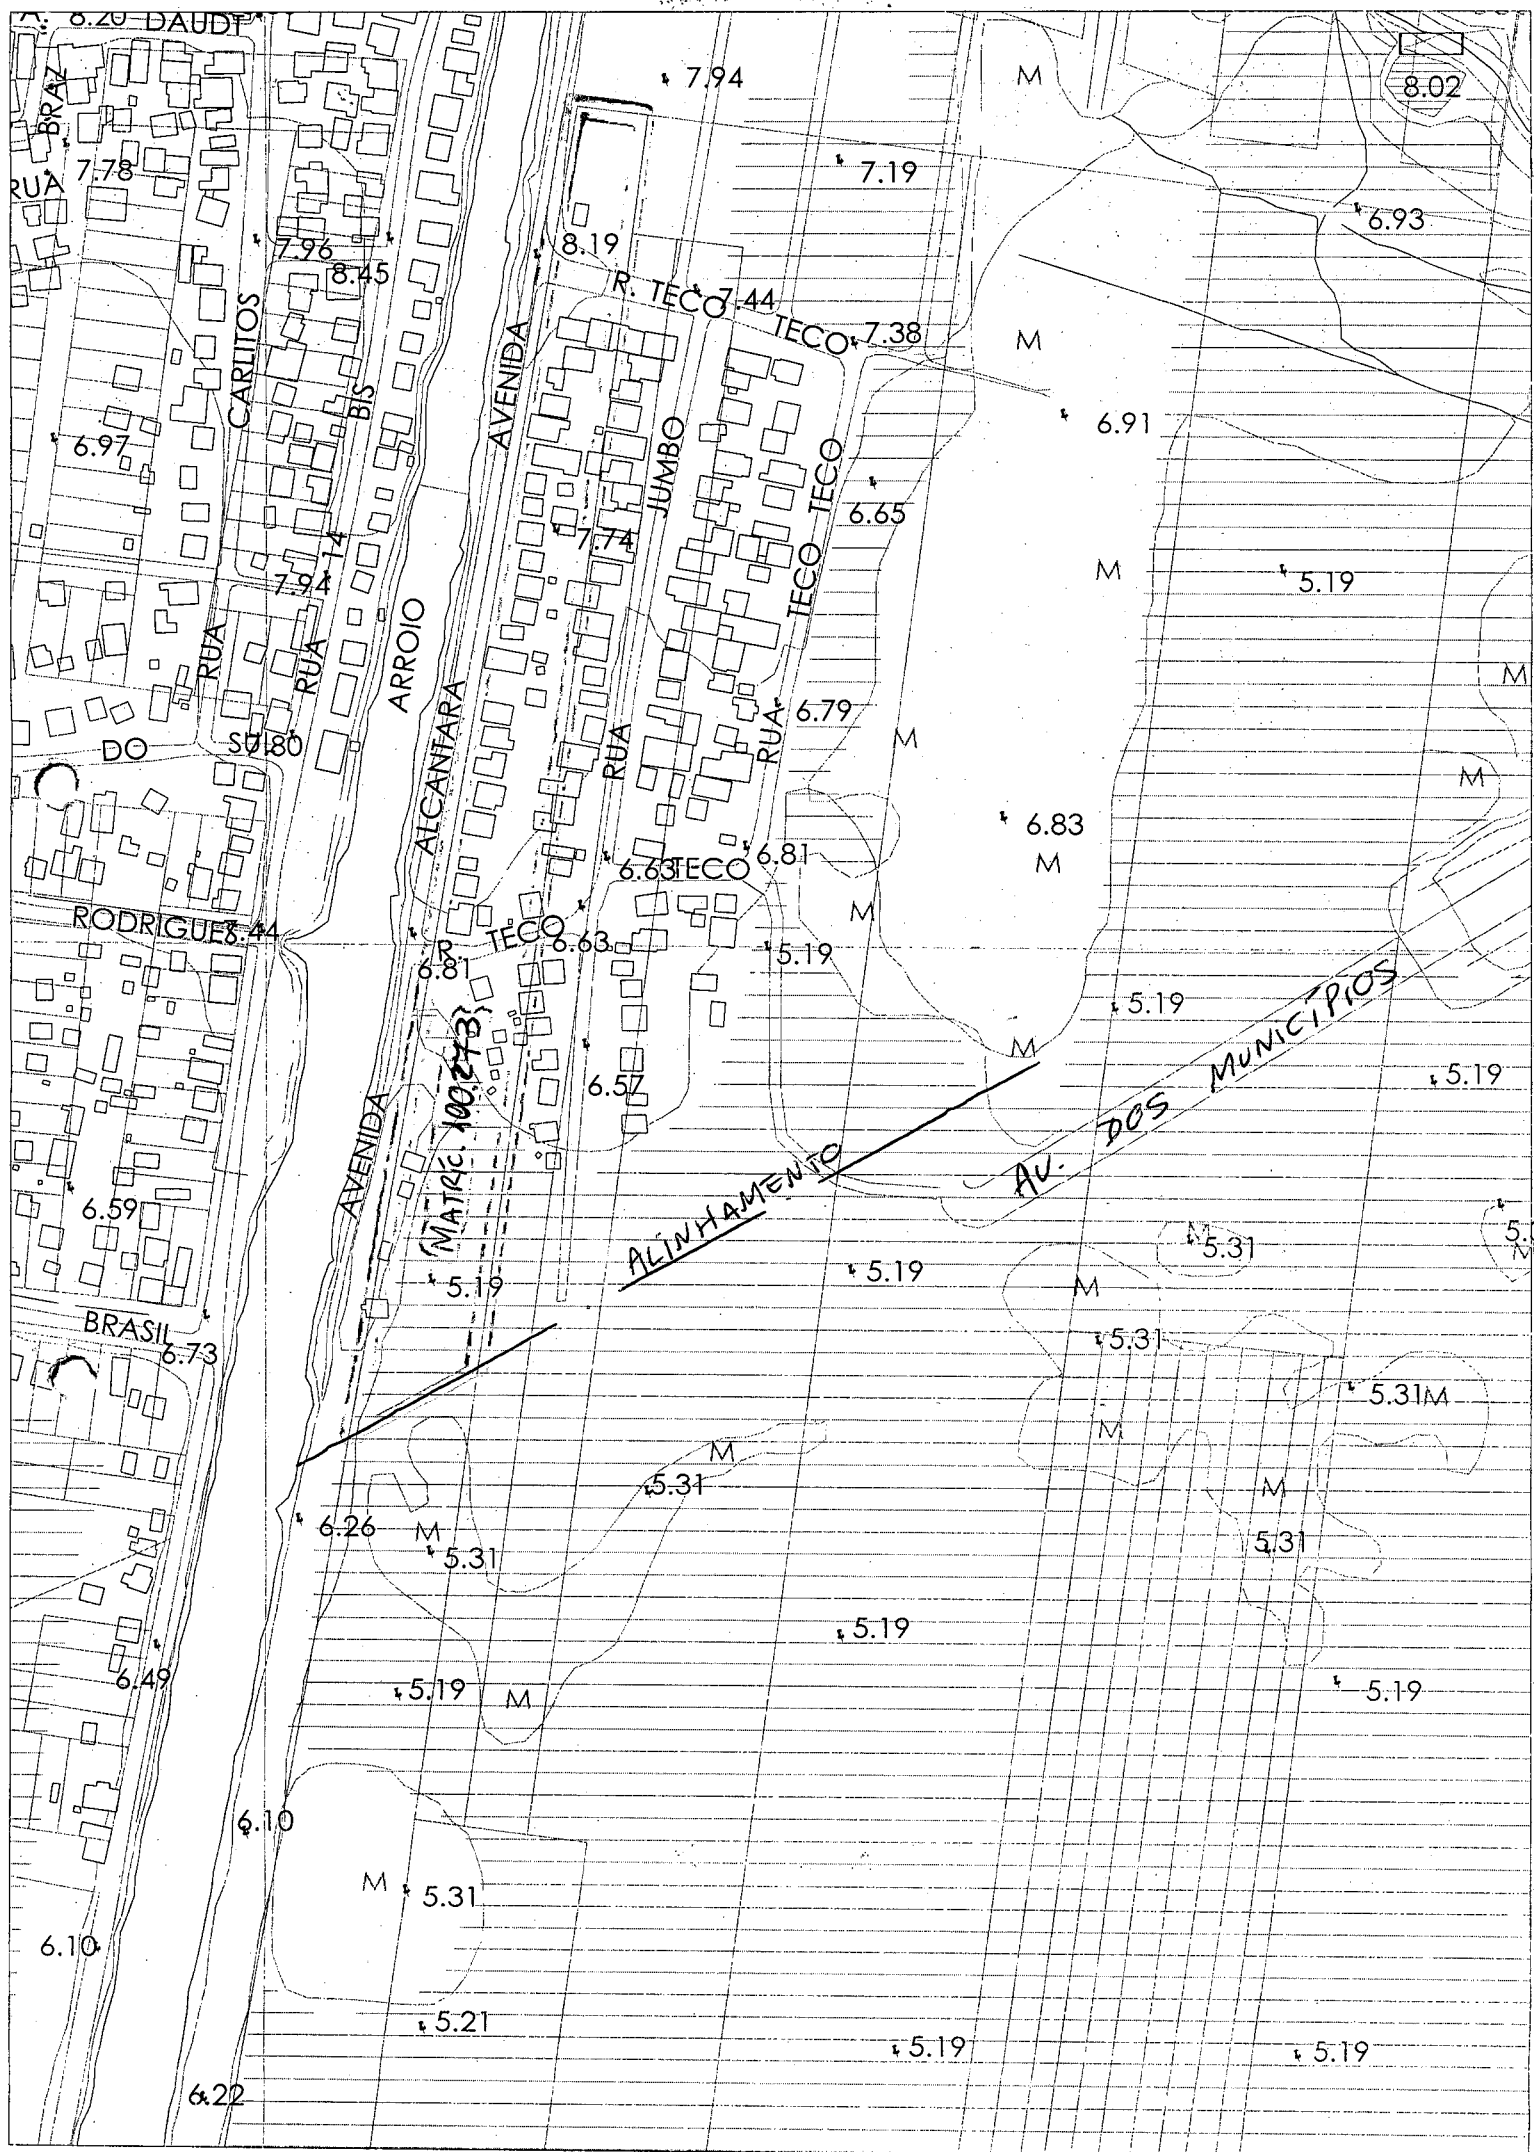 A. 8.20 DAUDT
BRAZ
RUA
7.78
7.94
M
8.02
7.19
6.93
7.96
8.45
8.19
R. TECO
7.44
TECO
7.38
M
CARLITOS
BIS
AVENIDA
6.97
6.91
JUMBO
TECO
6.65
7.74
14
7.94
TECO
M
5.19
RUA
RUA
ARROIO
ALCANTARA
RUA
RUA
6.79
M
M
DO
SUL
7.80
M
6.83
M
6.63
TECO
6.81
M
RODRIGUES
7.44
R. TECO
6.63
6.81
5.19
5.19
M
AV. DOS MUNICÍPIOS
5.19
(MATRÍC. 100.273)
6.57
AVENIDA
ALINHAMENTO
6.59
M
5.31
M
5.19
5.19
M
BRASIL
6.73
5.31
5.31
M
M
M
5.31
M
6.26
M
5.31
5.31
5.19
6.49
5.19
M
5.19
6.10
M
5.31
6.10
5.21
5.19
5.19
6.22